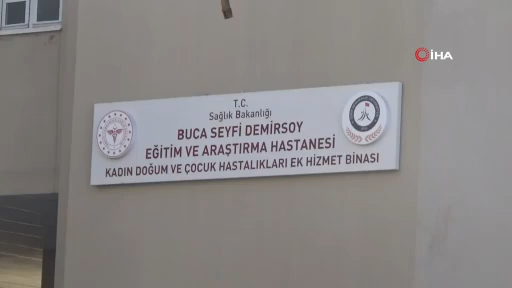 İHA
T.C.
Sağlık Bakanlığı
BUCA SEYFİ DEMİRSOY
EĞİTİM VE ARAŞTIRMA HASTANESİ
KADIN DOĞUM VE ÇOCUK HASTALIKLARI EK HİZMET BİNASI